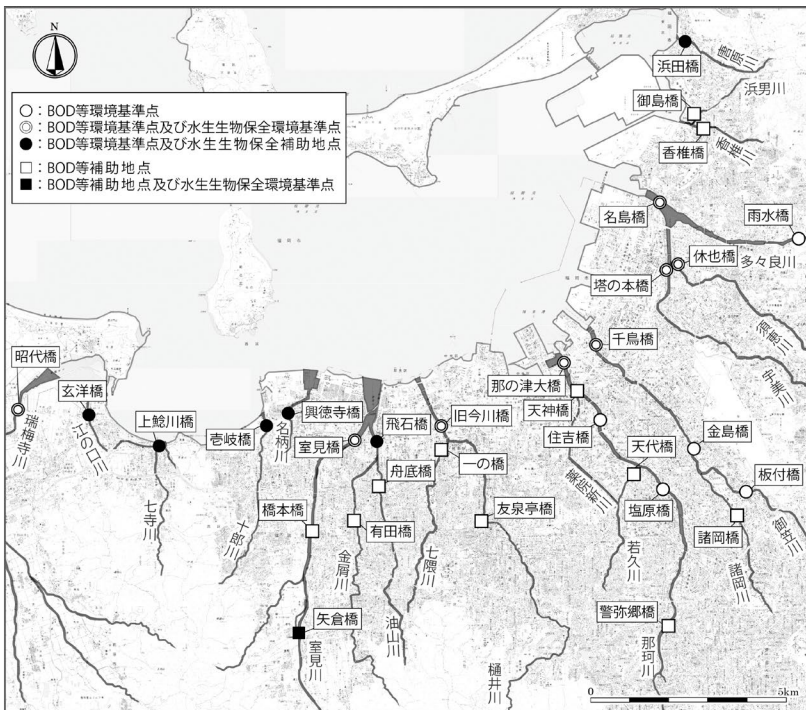 N
○：BOD等環境基準点
◎：BOD等環境基準点及び水生生物保全環境基準点
●：BOD等環境基準点及び水生生物保全補助地点
□：BOD等補助地点
■：BOD等補助地点及び水生生物保全環境基準点
浜田橋
唐原川
浜男川
御島橋
香椎橋
香椎川
名島橋
雨水橋
多々良川
休也橋
塔の本橋
須恵川
宇美川
千鳥橋
那の津大橋
天神橋
住吉橋
薬院新川
天代橋
塩原橋
若久川
金島橋
板付橋
御笠川
諸岡橋
諸岡川
警弥郷橋
那珂川
昭代橋
瑞梅寺川
玄洋橋
江の口川
上鯰川橋
七寺川
壱岐橋
十郎川
興徳寺橋
名柄川
室見橋
飛石橋
旧今川橋
一の橋
舟底橋
橋本橋
有田橋
友泉亭橋
金屑川
油山川
七隈川
樋井川
矢倉橋
室見川
0
5km